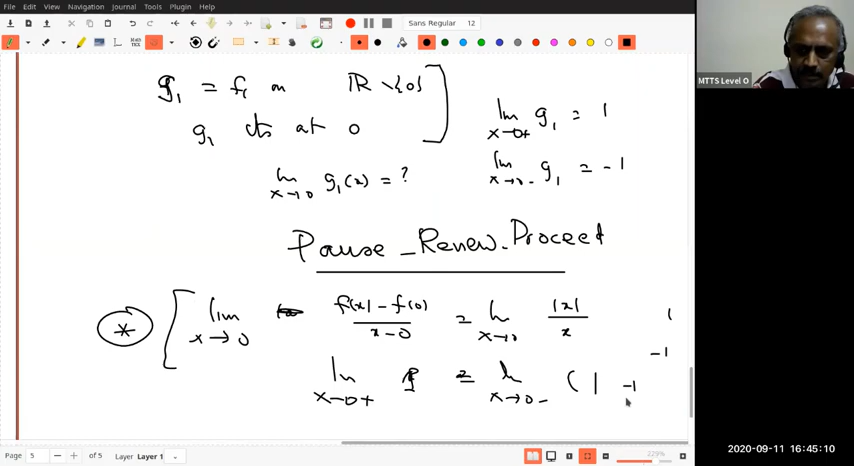 File Edit View Journal Tools Plugin Help
Sans Regular 12
MTTS Level O
g₁ = f₁ on ℝ \ {0}
g₁ cts at 0
lim x→0+ g₁ = 1
lim x→0- g₁ = -1
lim x→0 g₁(x) = ?
Pause - Renew - Proceed
* [ lim x→0 f(x) - f(0) / x - 0 = lim x→0 |x| / x
1
-1
lim x→0+ = lim x→0- ( 1 -1
Page 5 of 5 Layer Layer 1
229%
2020-09-11 16:45:10